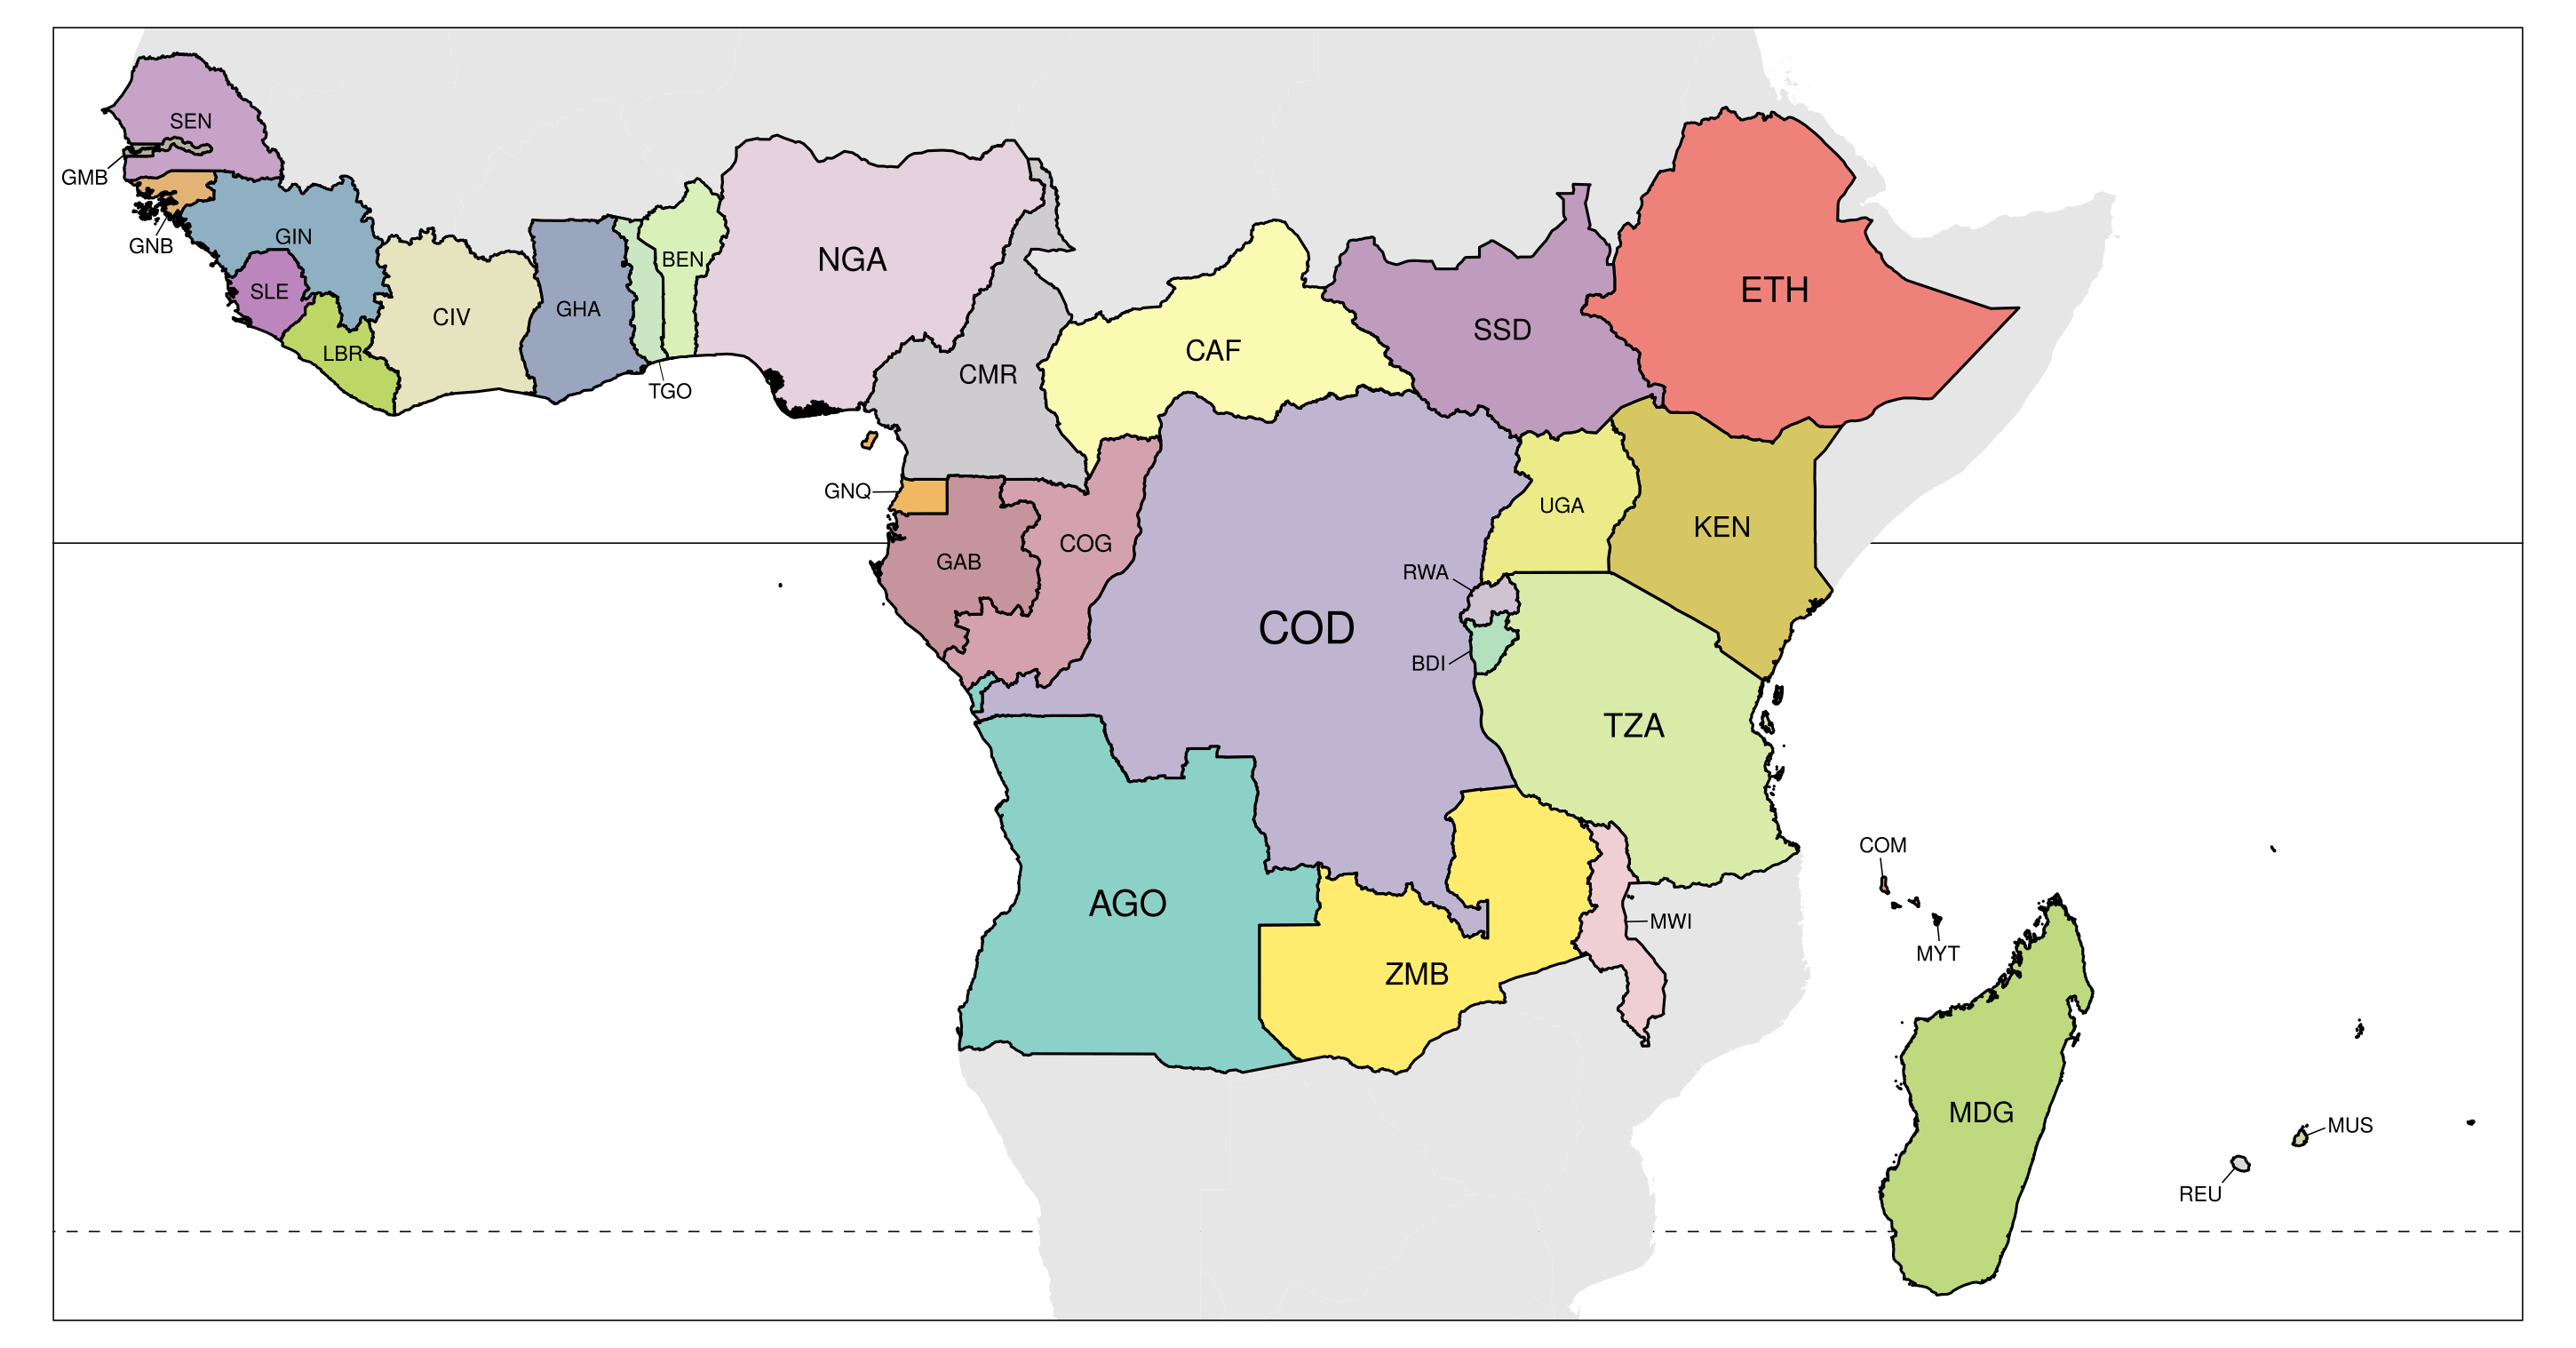 SEN
GMB
GIN
GNB
SLE
LBR
CIV
GHA
BEN
TGO
NGA
CMR
CAF
SSD
ETH
GNQ
GAB
COG
COD
UGA
KEN
RWA
BDI
TZA
AGO
ZMB
MWI
COM
MYT
MDG
MUS
REU